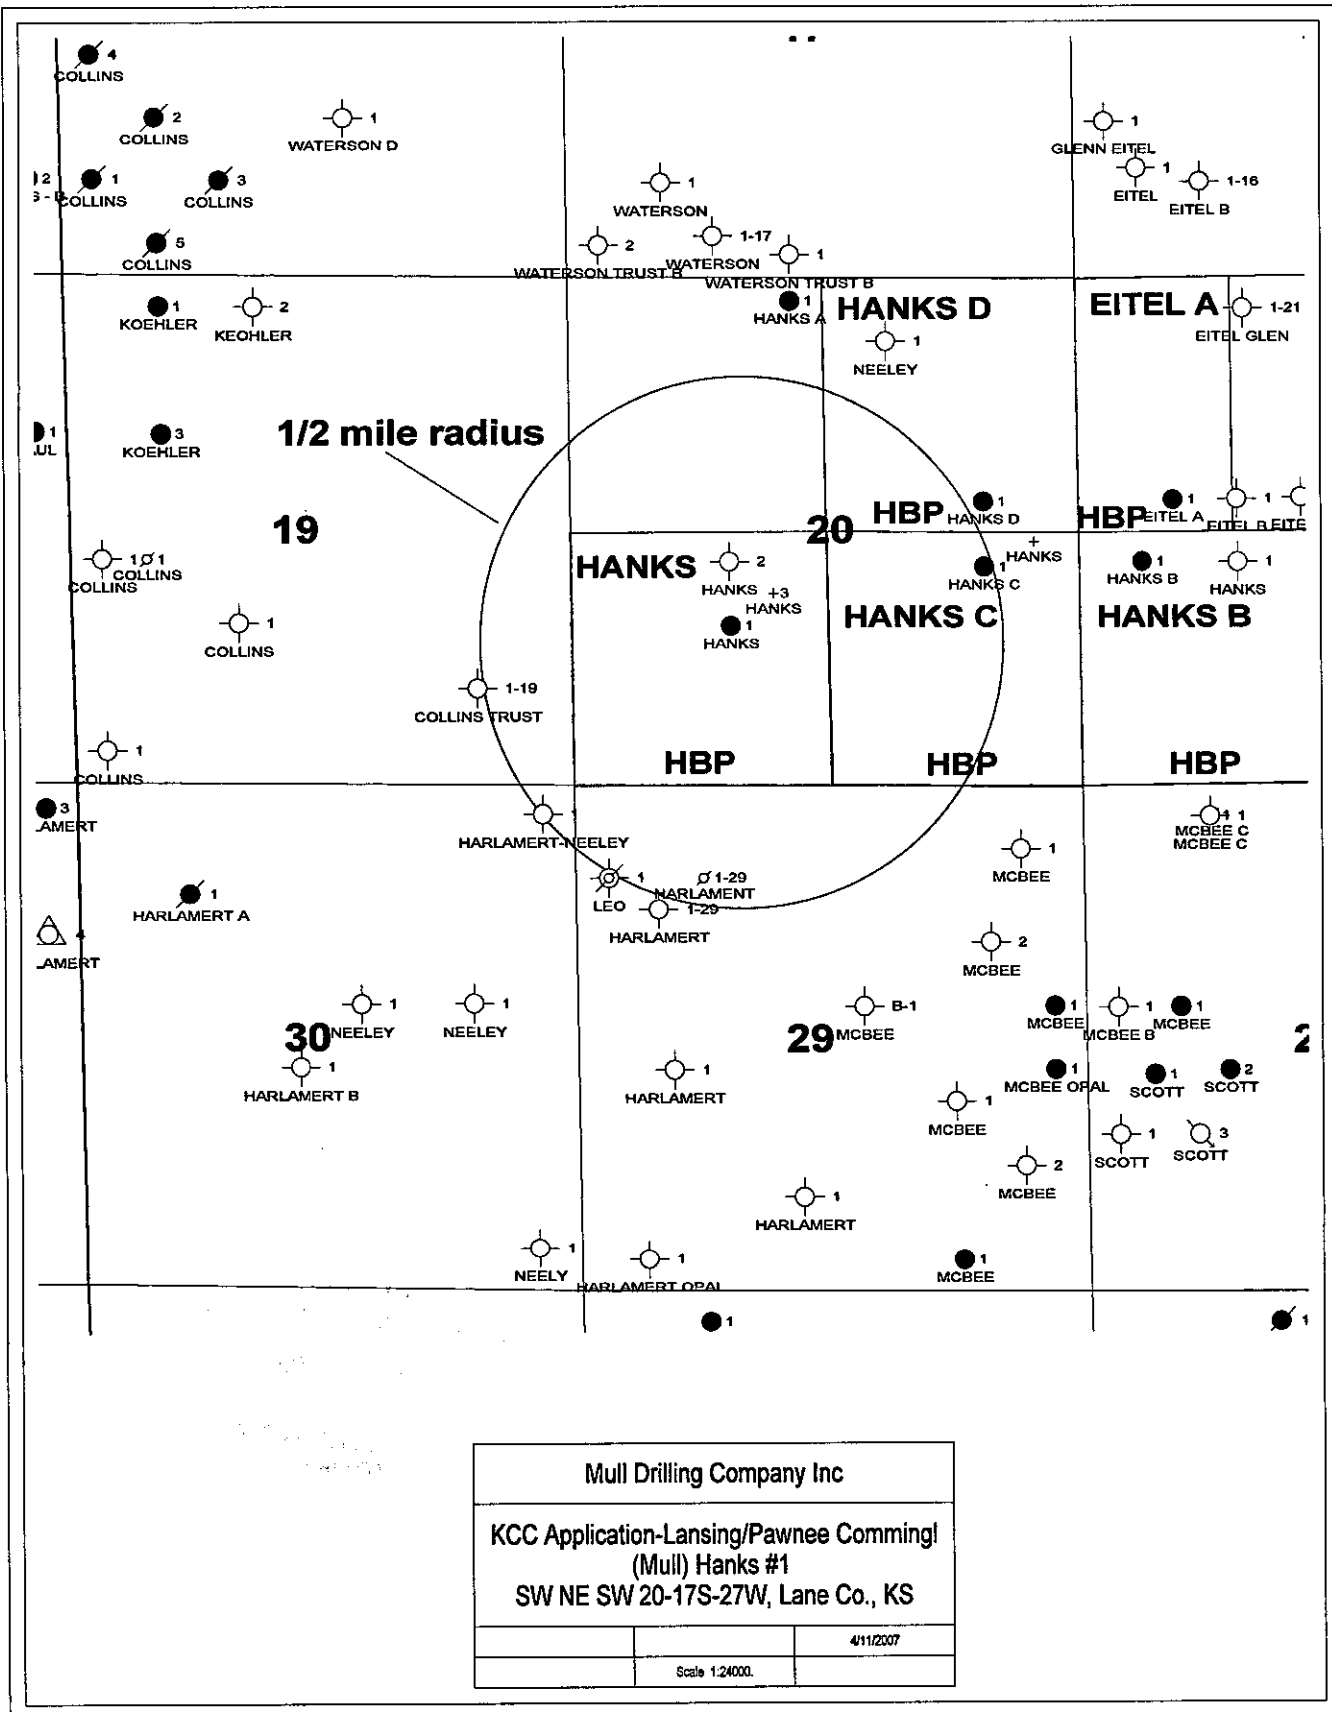 4
COLLINS
2
COLLINS
1
WATERSON D
1
GLENN EITEL
1
EITEL
1-16
EITEL B
2
1
COLLINS
3
COLLINS
1
WATERSON
5
COLLINS
2
WATERSON TRUST B
1-17
WATERSON
1
WATERSON TRUST B
1
KOEHLER
2
KEOHLER
1
HANKS A
HANKS D
EITEL A
1-21
EITEL GLEN
1
NEELEY
1/2 mile radius
1
3
KOEHLER
19
20
HBP
1
HANKS D
HBP
1
EITEL A
1
EITEL B
1
COLLINS
1
COLLINS
HANKS
2
HANKS
+3
HANKS
1
HANKS
1
HANKS C
+
HANKS
HANKS C
1
HANKS B
1
HANKS
HANKS B
1
COLLINS
1-19
COLLINS TRUST
1
COLLINS
HBP
HBP
HBP
3
1
HARLAMERT-NEELEY
1
MCBEE C
MCBEE C
1
MCBEE
1
HARLAMERT A
1
LEO
1-29
HARLAMENT
1-29
HARLAMERT
4
2
MCBEE
1
NEELEY
1
NEELEY
30
B-1
MCBEE
29
1
MCBEE
1
MCBEE B
1
MCBEE
1
HARLAMERT B
1
HARLAMERT
1
MCBEE OPAL
1
SCOTT
2
SCOTT
1
MCBEE
1
SCOTT
3
SCOTT
2
MCBEE
1
HARLAMERT
1
NEELY
1
HARLAMERT OPAL
1
MCBEE
1
1
Mull Drilling Company Inc
KCC Application-Lansing/Pawnee Commingl
(Mull) Hanks #1
SW NE SW 20-17S-27W, Lane Co., KS
4/11/2007
Scale 1:24000.